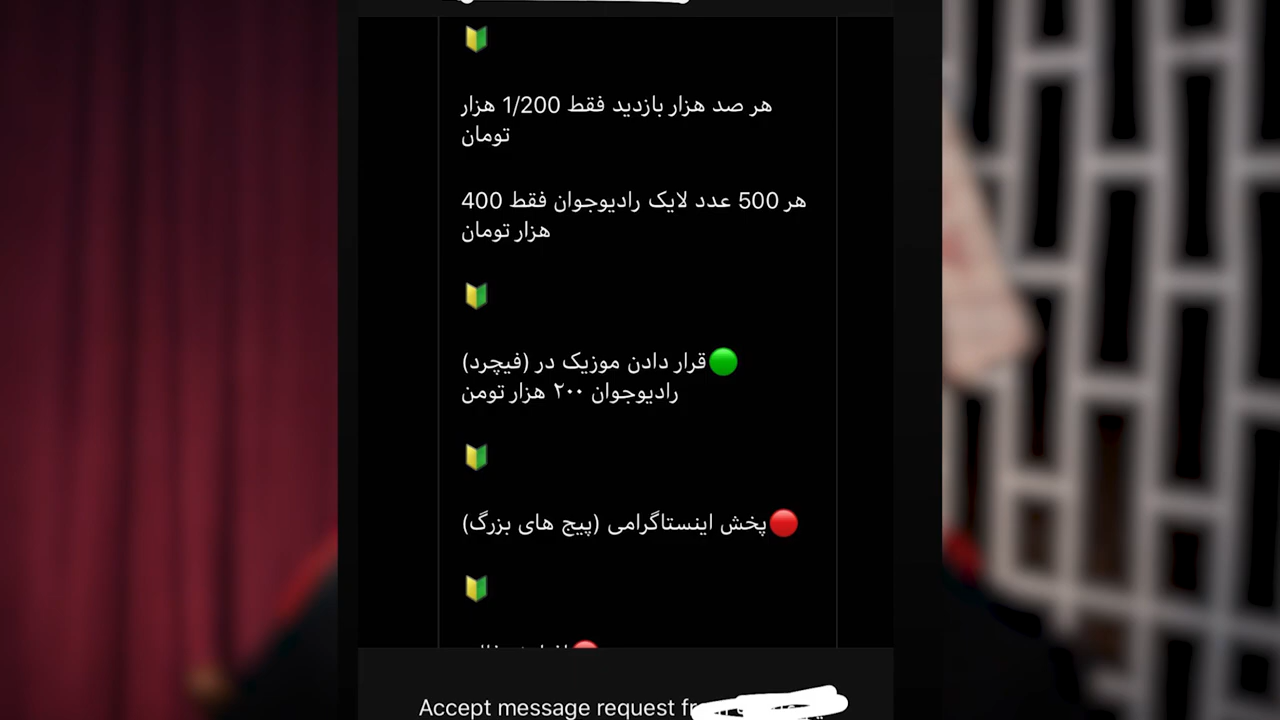 هر صد هزار بازدید فقط 1/200 هزار
تومان
هر 500 عدد لایک رادیوجوان فقط 400
هزار تومان
قرار دادن موزیک در (فیچرد)
رادیوجوان ۲۰۰ هزار تومن
پخش اینستاگرامی (پیج های بزرگ)
Accept message request from